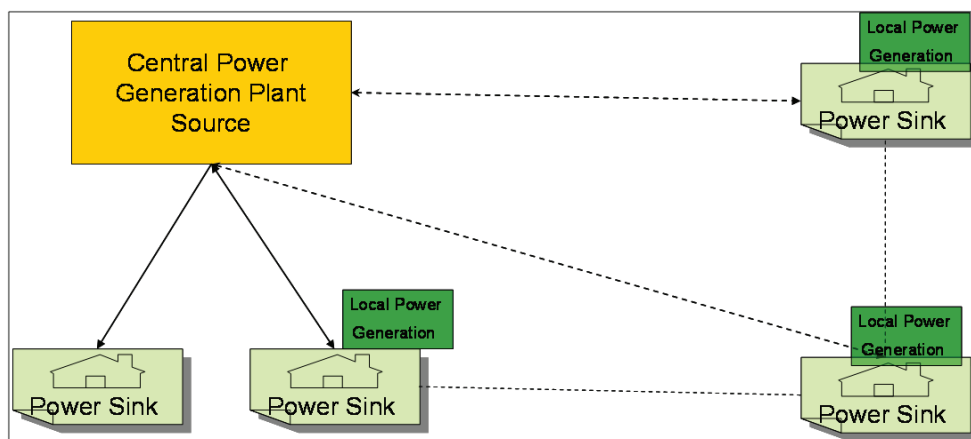 Central Power
Generation Plant
Source
Local Power
Generation
Power Sink
Local Power
Generation
Power Sink
Power Sink
Local Power
Generation
Power Sink